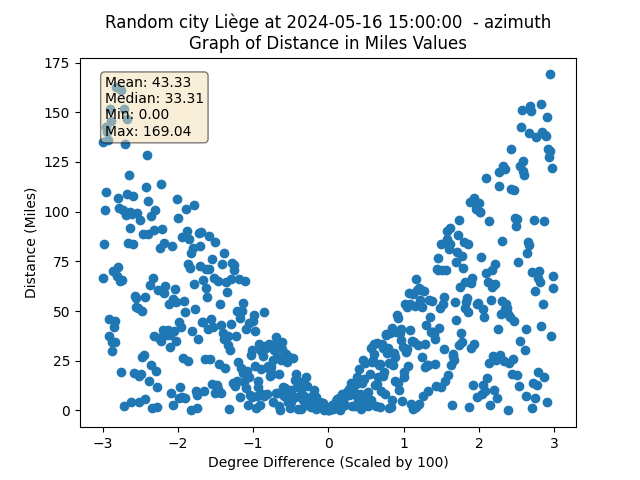 Random city Liège at 2024-05-16 15:00:00 - azimuth
Graph of Distance in Miles Values
Mean: 43.33
Median: 33.31
Min: 0.00
Max: 169.04
175
150
125
100
75
50
25
0
Distance (Miles)
−3 −2 −1 0 1 2 3
Degree Difference (Scaled by 100)